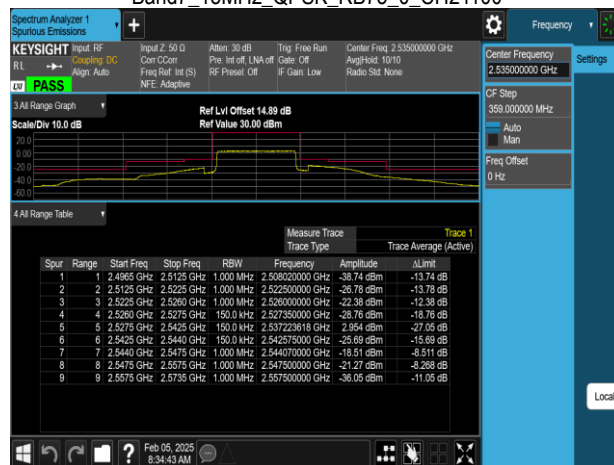 Band7_15MHz_QPSK_RB75_0_CH21100
Spectrum Analyzer 1
Spurious Emissions
Frequency
Settings
KEYSIGHT
RL
LXI
PASS
Input: RF
Coupling: DC
Align: Auto
Input Z: 50 Ω
Corr CCorr
Freq Ref: Int (S)
NFE: Adaptive
Atten: 30 dB
Pre: Int off, LNA off
RF Presel: Off
Trig: Free Run
Gate: Off
IF Gain: Low
Center Freq: 2.535000000 GHz
Avg|Hold: 10/10
Radio Std: None
Center Frequency
2.535000000 GHz
CF Step
359.000000 MHz
Auto
Man
Freq Offset
0 Hz
Local
3 All Range Graph
Scale/Div 10.0 dB
Ref Lvl Offset 14.89 dB
Ref Value 30.00 dBm
20.0
0.00
-20.0
-40.0
-60.0
4 All Range Table
Measure Trace Trace 1
Trace Type Trace Average (Active)
Spur Range Start Freq Stop Freq RBW Frequency Amplitude ΔLimit
1 1 2.4965 GHz 2.5125 GHz 1.000 MHz 2.508020000 GHz -38.74 dBm -13.74 dB
2 2 2.5125 GHz 2.5225 GHz 1.000 MHz 2.522500000 GHz -26.78 dBm -13.78 dB
3 3 2.5225 GHz 2.5260 GHz 1.000 MHz 2.526000000 GHz -22.38 dBm -12.38 dB
4 4 2.5260 GHz 2.5275 GHz 150.0 kHz 2.527350000 GHz -28.76 dBm -18.76 dB
5 5 2.5275 GHz 2.5425 GHz 150.0 kHz 2.537223618 GHz 2.954 dBm -27.05 dB
6 6 2.5425 GHz 2.5440 GHz 150.0 kHz 2.542575000 GHz -25.69 dBm -15.69 dB
7 7 2.5440 GHz 2.5475 GHz 1.000 MHz 2.544070000 GHz -18.51 dBm -8.511 dB
8 8 2.5475 GHz 2.5575 GHz 1.000 MHz 2.547500000 GHz -21.27 dBm -8.268 dB
9 9 2.5575 GHz 2.5735 GHz 1.000 MHz 2.557500000 GHz -36.05 dBm -11.05 dB
Feb 05, 2025
8:34:43 AM